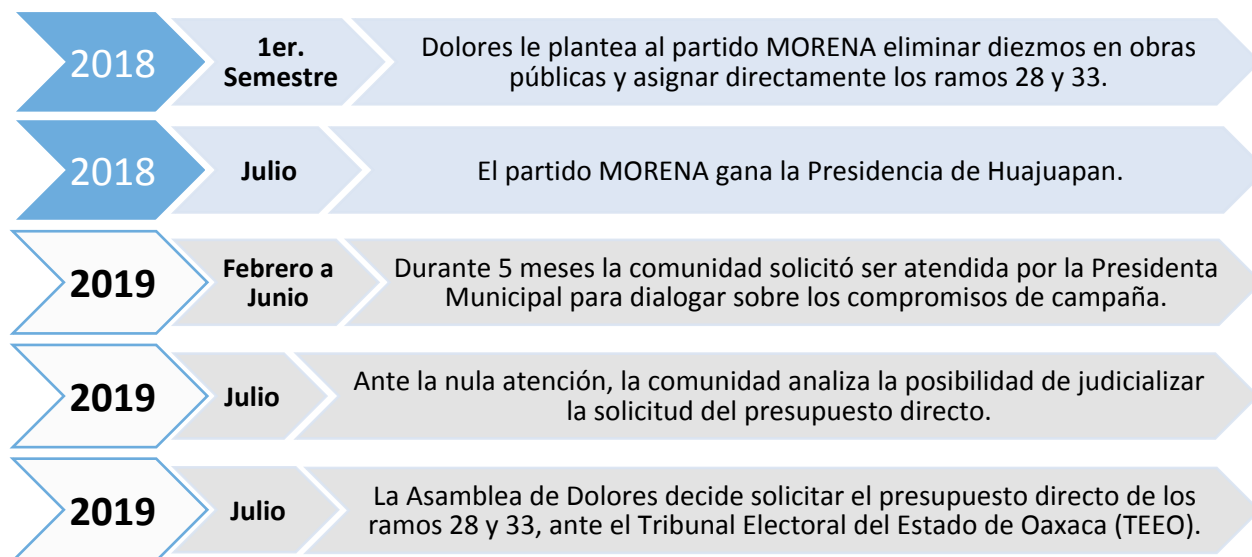 2018
1er.
Semestre
Dolores le plantea al partido MORENA eliminar diezmos en obras
públicas y asignar directamente los ramos 28 y 33.
2018
Julio
El partido MORENA gana la Presidencia de Huajuapan.
2019
Febrero a
Junio
Durante 5 meses la comunidad solicitó ser atendida por la Presidenta
Municipal para dialogar sobre los compromisos de campaña.
2019
Julio
Ante la nula atención, la comunidad analiza la posibilidad de judicializar
la solicitud del presupuesto directo.
2019
Julio
La Asamblea de Dolores decide solicitar el presupuesto directo de los
ramos 28 y 33, ante el Tribunal Electoral del Estado de Oaxaca (TEEO).